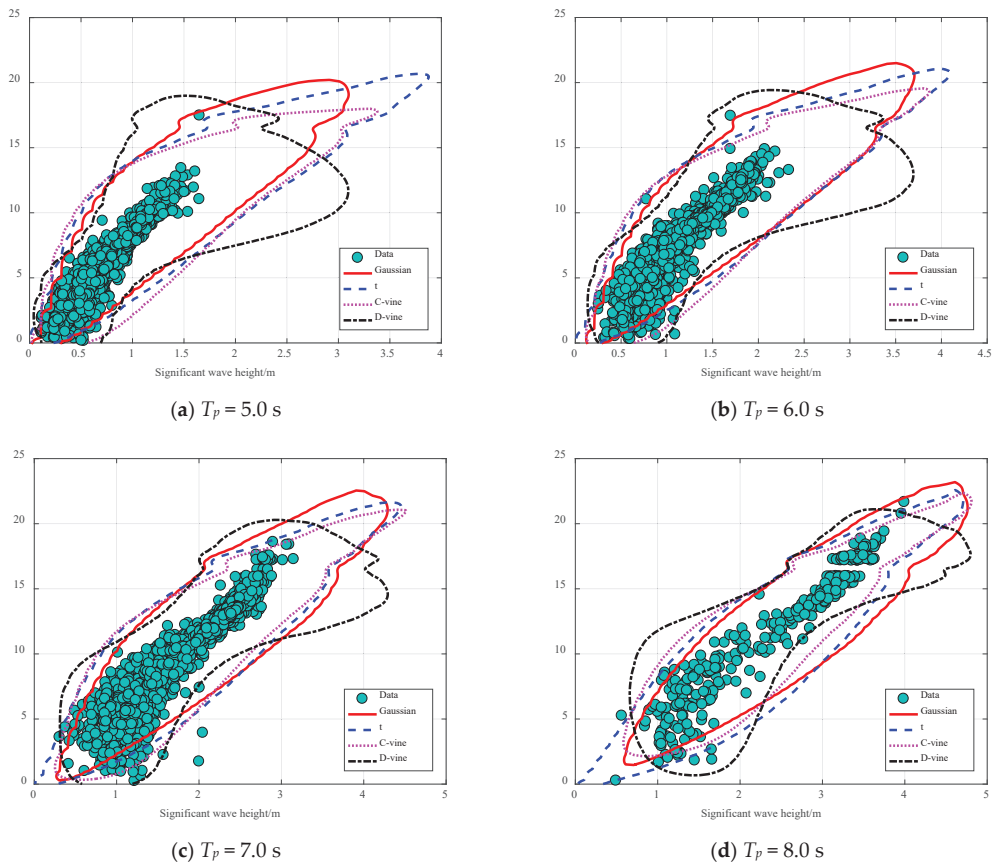 25
20
15
10
5
0
Data
Gaussian
t
C-vine
D-vine
0 0.5 1 1.5 2 2.5 3 3.5 4
Significant wave height/m
(a) Tp = 5.0 s
25
20
15
10
5
0
Data
Gaussian
t
C-vine
D-vine
0 0.5 1 1.5 2 2.5 3 3.5 4 4.5
Significant wave height/m
(b) Tp = 6.0 s
25
20
15
10
5
0
Data
Gaussian
t
C-vine
D-vine
0 1 2 3 4 5
Significant wave height/m
(c) Tp = 7.0 s
25
20
15
10
5
0
Data
Gaussian
t
C-vine
D-vine
0 1 2 3 4 5
Significant wave height/m
(d) Tp = 8.0 s